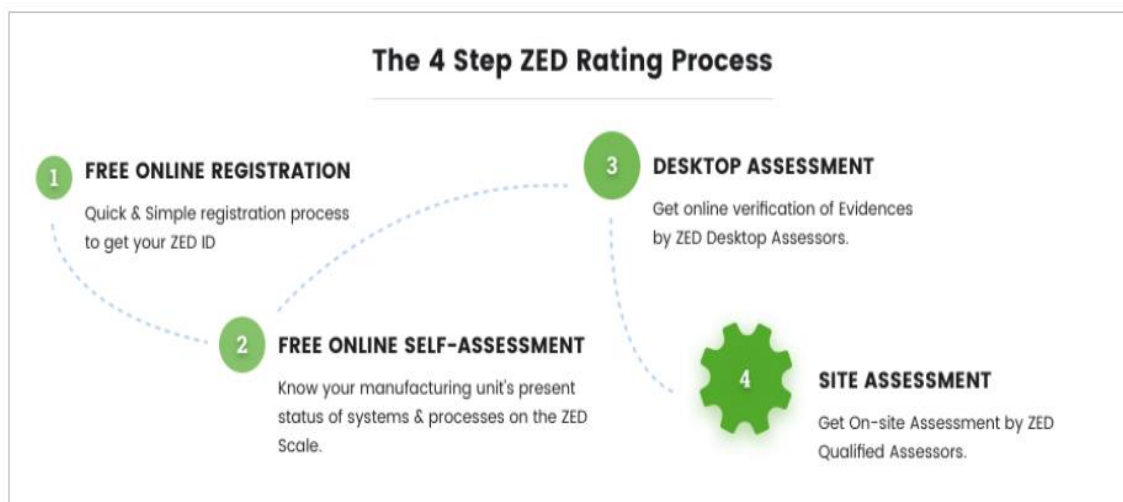 The 4 Step ZED Rating Process
1
FREE ONLINE REGISTRATION
Quick & Simple registration process
to get your ZED ID
2
FREE ONLINE SELF-ASSESSMENT
Know your manufacturing unit's present
status of systems & processes on the ZED
Scale.
3
DESKTOP ASSESSMENT
Get online verification of Evidences
by ZED Desktop Assessors.
4
SITE ASSESSMENT
Get On-site Assessment by ZED
Qualified Assessors.